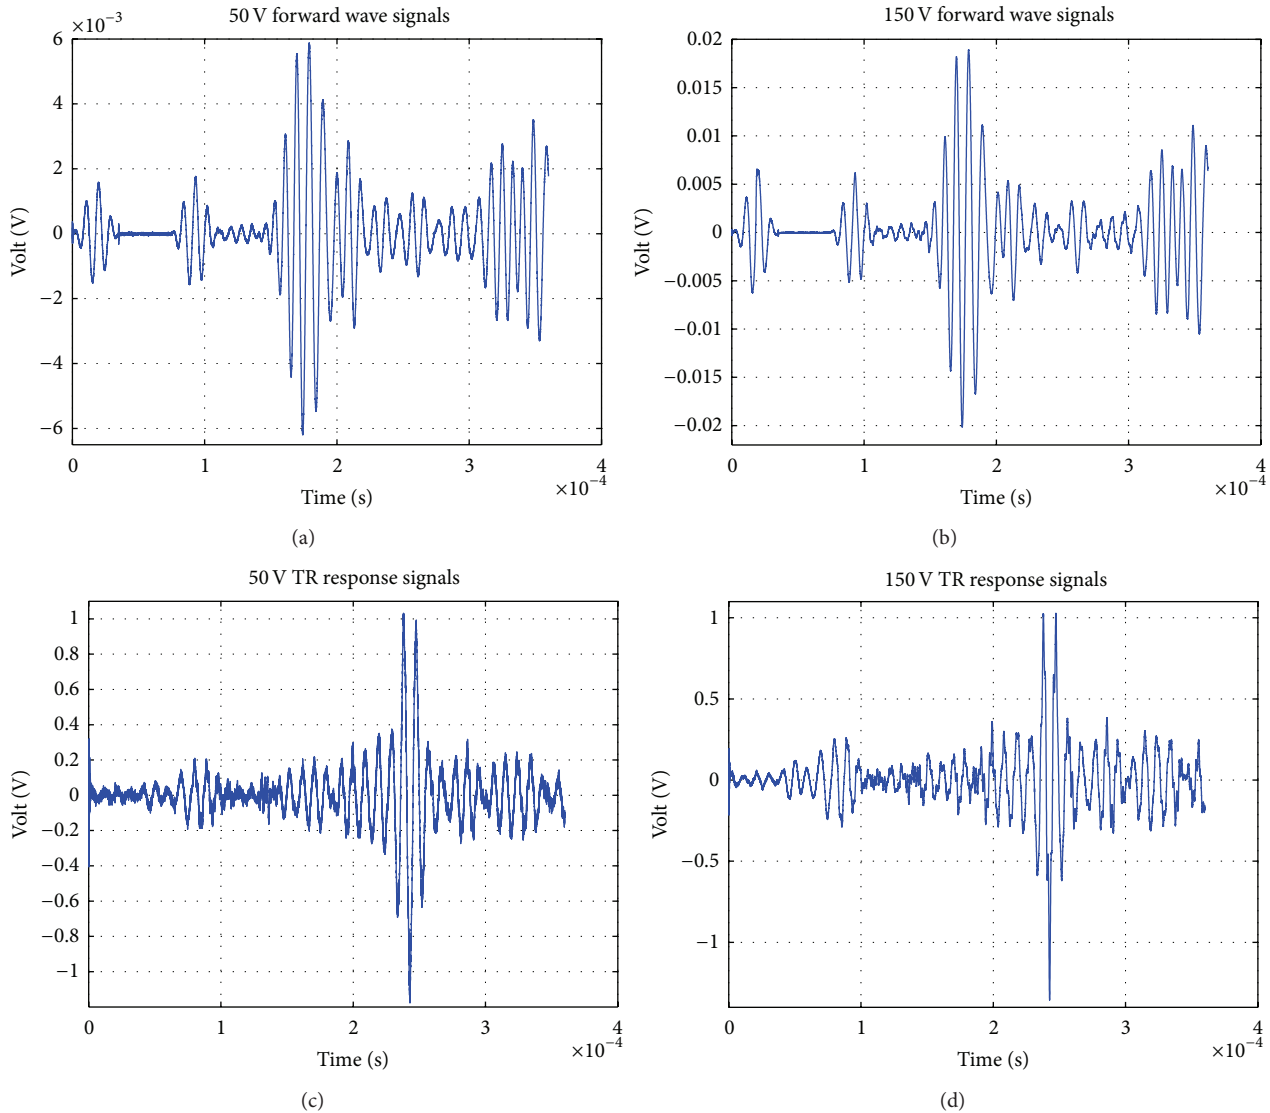 50 V forward wave signals
×10−3
6
4
2
0
−2
−4
−6
Volt (V)
0 1 2 3 4
×10−4
Time (s)
(a)
150 V forward wave signals
0.02
0.015
0.01
0.005
0
−0.005
−0.01
−0.015
−0.02
Volt (V)
0 1 2 3 4
×10−4
Time (s)
(b)
50 V TR response signals
1
0.8
0.6
0.4
0.2
0
−0.2
−0.4
−0.6
−0.8
−1
Volt (V)
0 1 2 3 4
×10−4
Time (s)
(c)
150 V TR response signals
1
0.5
0
−0.5
−1
Volt (V)
0 1 2 3 4
×10−4
Time (s)
(d)